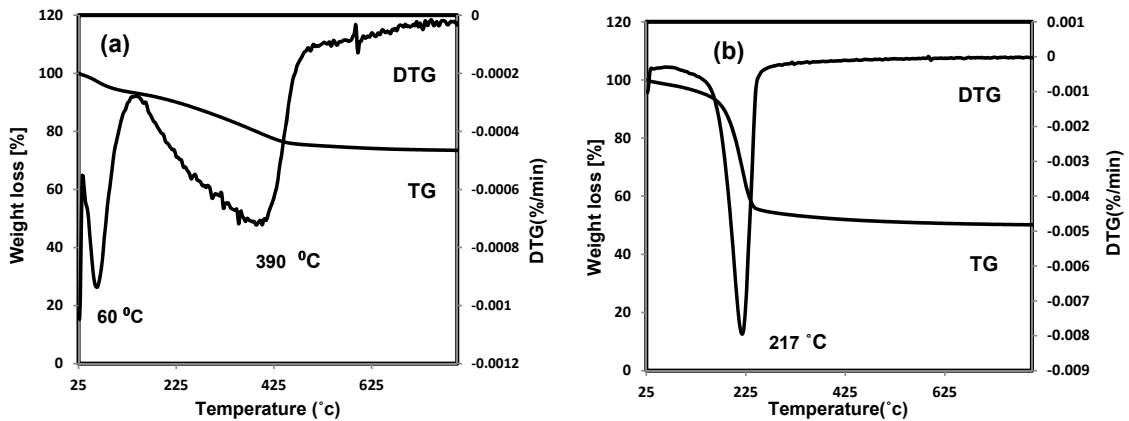 (a)
120
100
80
60
40
20
0
Weight loss [%]
25
225
425
625
Temperature (˚c)
0
-0.0002
-0.0004
-0.0006
-0.0008
-0.001
-0.0012
DTG(%/min)
DTG
TG
60 ⁰C
390 ⁰C
(b)
120
100
80
60
40
20
0
Weight loss [%]
25
225
425
625
Temperature(˚c)
0.001
0
-0.001
-0.002
-0.003
-0.004
-0.005
-0.006
-0.007
-0.008
-0.009
DTG(%/min)
DTG
TG
217 ˚C